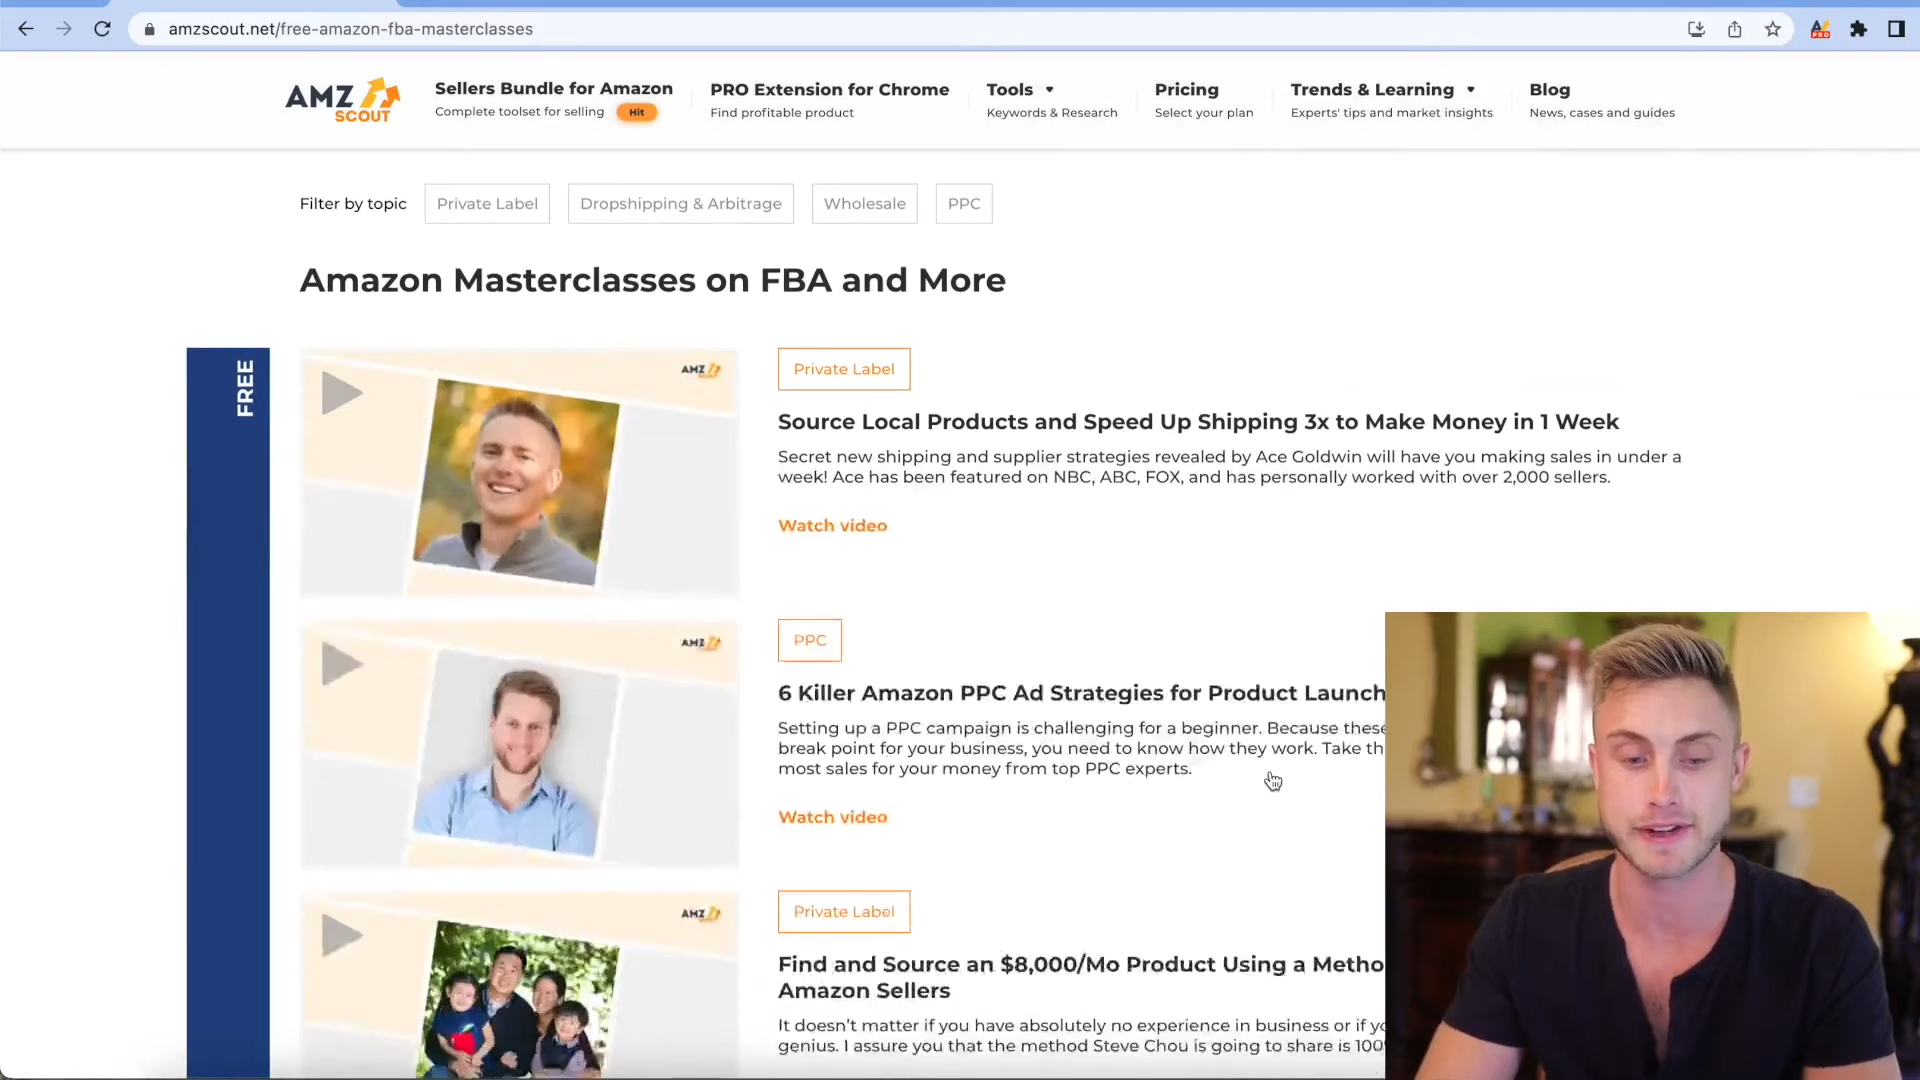 amzscout.net/free-amazon-fba-masterclasses
AMZ SCOUT
Sellers Bundle for Amazon
Complete toolset for selling Hit
PRO Extension for Chrome
Find profitable product
Tools
Keywords & Research
Pricing
Select your plan
Trends & Learning
Experts' tips and market insights
Blog
News, cases and guides
Filter by topic Private Label Dropshipping & Arbitrage Wholesale PPC
Amazon Masterclasses on FBA and More
FREE
AMZ
Private Label
Source Local Products and Speed Up Shipping 3x to Make Money in 1 Week
Secret new shipping and supplier strategies revealed by Ace Goldwin will have you making sales in under a
week! Ace has been featured on NBC, ABC, FOX, and has personally worked with over 2,000 sellers.
Watch video
AMZ
PPC
6 Killer Amazon PPC Ad Strategies for Product Launch
Setting up a PPC campaign is challenging for a beginner. Because these
break point for your business, you need to know how they work. Take th
most sales for your money from top PPC experts.
Watch video
AMZ
Private Label
Find and Source an $8,000/Mo Product Using a Metho
Amazon Sellers
It doesn't matter if you have absolutely no experience in business or if yo
genius. I assure you that the method Steve Chou is going to share is 100